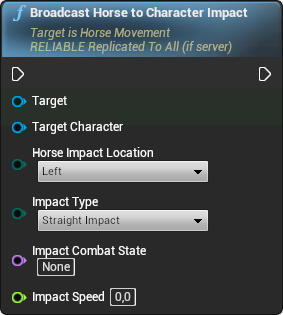 f Broadcast Horse to Character Impact
Target is Horse Movement
RELIABLE Replicated To All (if server)
Target
Target Character
Horse Impact Location
Left
Impact Type
Straight Impact
Impact Combat State
None
Impact Speed 0,0